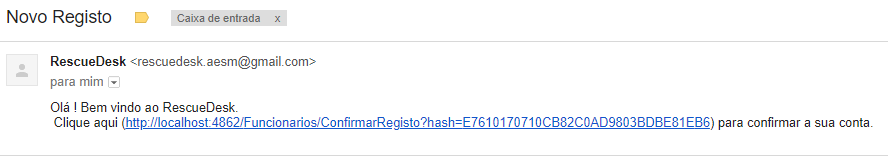 Novo Registo Caixa de entrada x
RescueDesk <rescuedesk.aesm@gmail.com>
para mim
Olá ! Bem vindo ao RescueDesk.
Clique aqui (http://localhost:4862/Funcionarios/ConfirmarRegisto?hash=E7610170710CB82C0AD9803BDBE81EB6) para confirmar a sua conta.